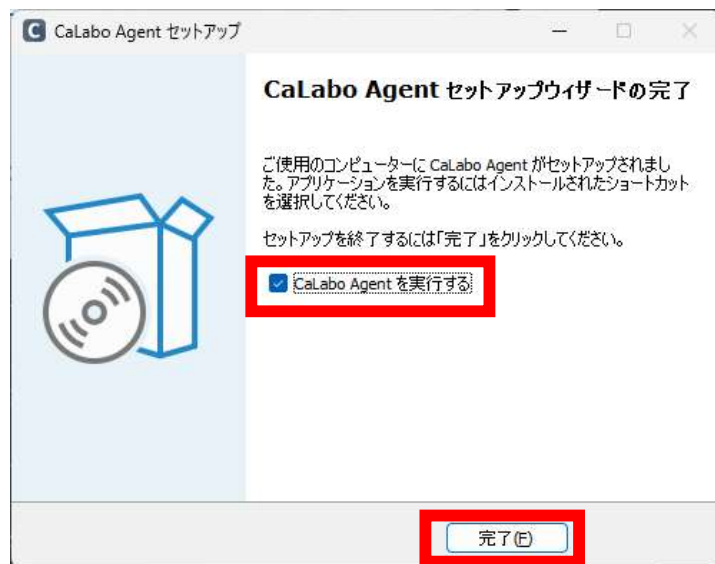 CaLabo Agent セットアップ
CaLabo Agent セットアップウィザードの完了
ご使用のコンピューターに CaLabo Agent がセットアップされまし
た。アプリケーションを実行するにはインストールされたショートカット
を選択してください。
セットアップを終了するには「完了」をクリックしてください。
CaLabo Agent を実行する
完了(F)